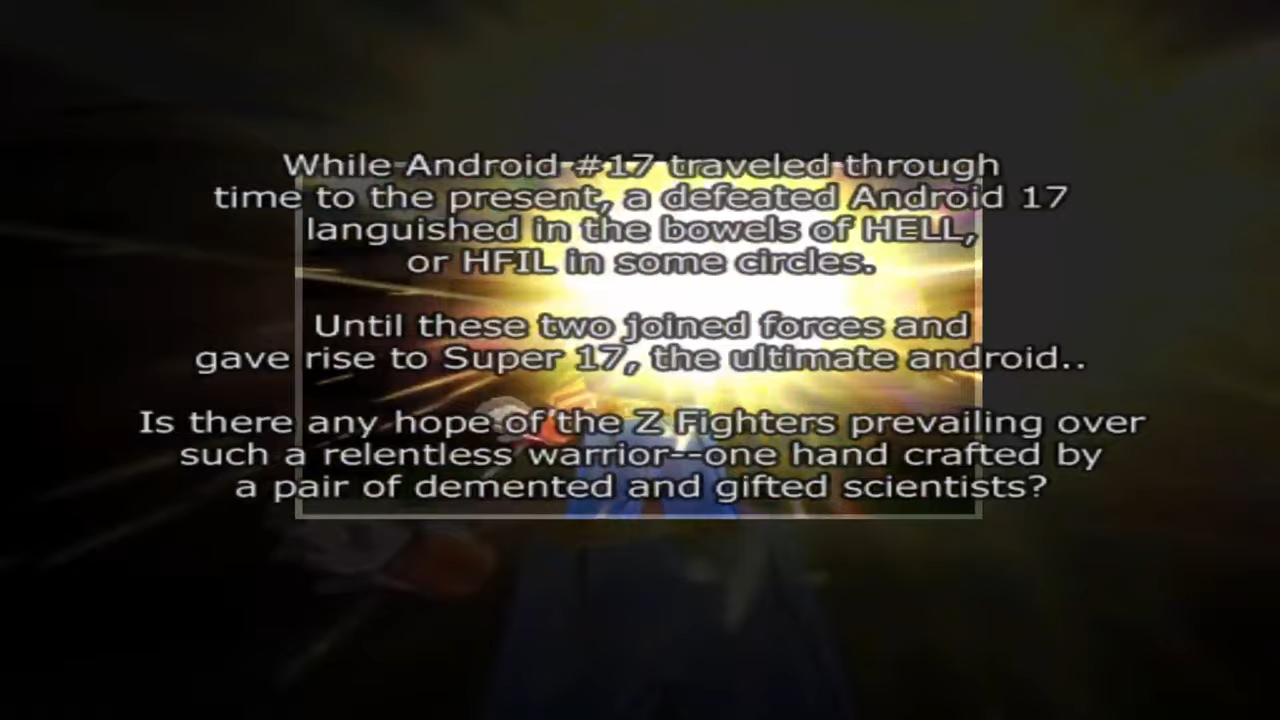 While Android #17 traveled through
time to the present, a defeated Android 17
languished in the bowels of HELL,
or HFIL in some circles.
Until these two joined forces and
gave rise to Super 17, the ultimate android..
Is there any hope of the Z Fighters prevailing over
such a relentless warrior--one hand crafted by
a pair of demented and gifted scientists?